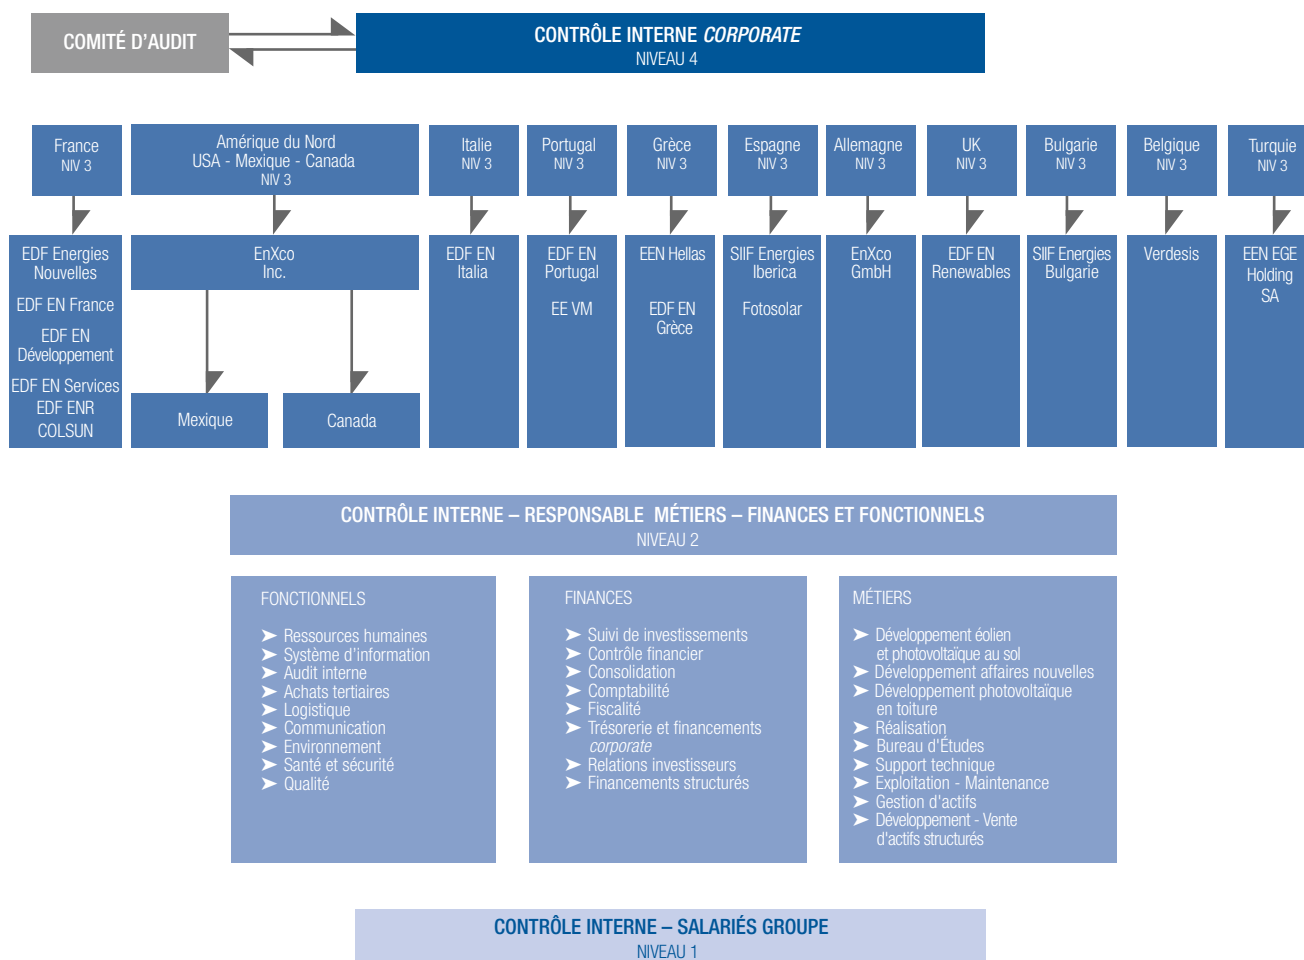 COMITÉ D'AUDIT
CONTRÔLE INTERNE CORPORATE
NIVEAU 4
France
NIV 3
Amérique du Nord
USA - Mexique - Canada
NIV 3
Italie
NIV 3
Portugal
NIV 3
Grèce
NIV 3
Espagne
NIV 3
Allemagne
NIV 3
UK
NIV 3
Bulgarie
NIV 3
Belgique
NIV 3
Turquie
NIV 3
EDF Energies
Nouvelles
EDF EN France
EDF EN
Développement
EDF EN Services
EDF ENR
COLSUN
EnXco
Inc.
Mexique
Canada
EDF EN
Italia
EDF EN
Portugal
EE VM
EEN Hellas
EDF EN
Grèce
SIIF Energies
Iberica
Fotosolar
EnXco
GmbH
EDF EN
Renewables
SIIF Energies
Bulgarie
Verdesis
EEN EGE
Holding
SA
CONTRÔLE INTERNE – RESPONSABLE MÉTIERS – FINANCES ET FONCTIONNELS
NIVEAU 2
FONCTIONNELS
➤ Ressources humaines
➤ Système d'information
➤ Audit interne
➤ Achats tertiaires
➤ Logistique
➤ Communication
➤ Environnement
➤ Santé et sécurité
➤ Qualité
FINANCES
➤ Suivi de investissements
➤ Contrôle financier
➤ Consolidation
➤ Comptabilité
➤ Fiscalité
➤ Trésorerie et financements
corporate
➤ Relations investisseurs
➤ Financements structurés
MÉTIERS
➤ Développement éolien
et photovoltaïque au sol
➤ Développement affaires nouvelles
➤ Développement photovoltaïque
en toiture
➤ Réalisation
➤ Bureau d'Études
➤ Support technique
➤ Exploitation - Maintenance
➤ Gestion d'actifs
➤ Développement - Vente
d'actifs structurés
CONTRÔLE INTERNE – SALARIÉS GROUPE
NIVEAU 1